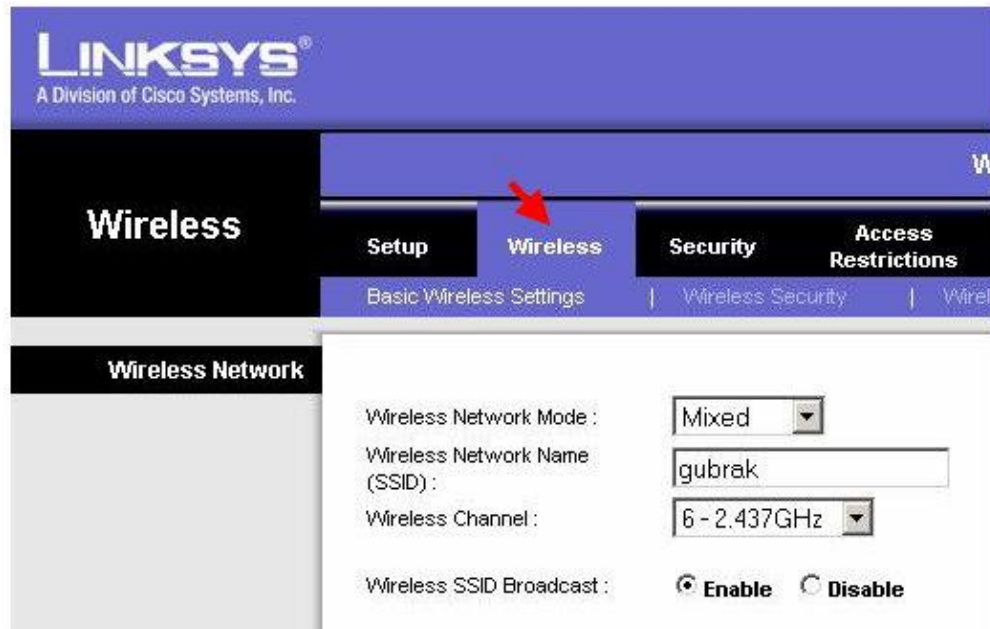 LINKSYS®
A Division of Cisco Systems, Inc.
Wireless
Setup Wireless Security Access Restrictions
Basic Wireless Settings | Wireless Security |
Wireless Network
Wireless Network Mode : Mixed
Wireless Network Name (SSID) : gubrak
Wireless Channel : 6 - 2.437GHz
Wireless SSID Broadcast : Enable Disable